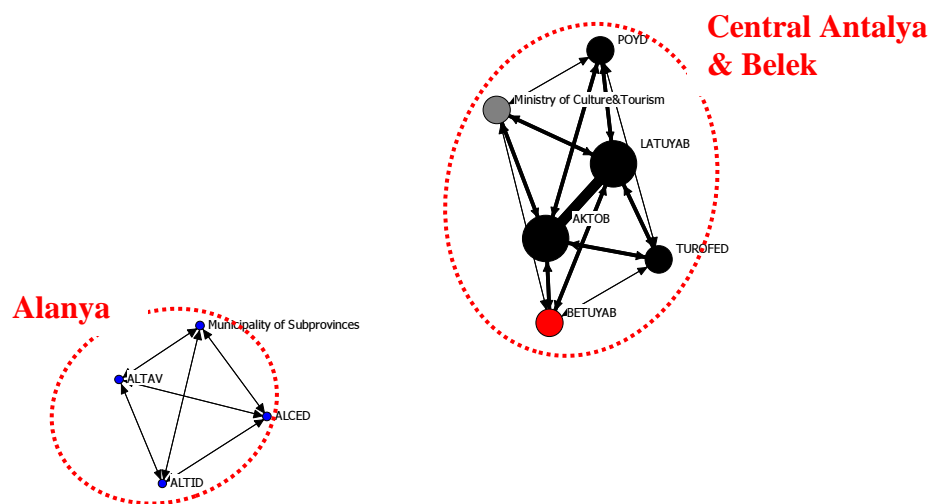 Central Antalya
& Belek
POYD
Ministry of Culture&Tourism
LATUYAB
AKTOB
TUROFED
BETUYAB
Alanya
Municipality of Subprovinces
ALTAV
ALCED
ALTID